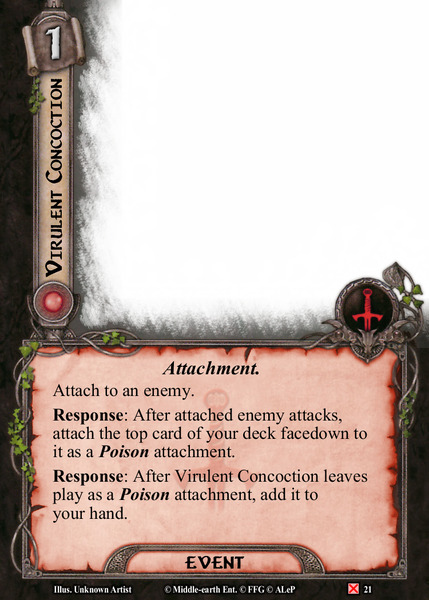 1
VIRULENT CONCOCTION
Attachment.
Attach to an enemy.
Response: After attached enemy attacks,
attach the top card of your deck facedown to
it as a Poison attachment.
Response: After Virulent Concoction leaves
play as a Poison attachment, add it to
your hand.
EVENT
Illus. Unknown Artist © Middle-earth Ent. © FFG © ALeP 21